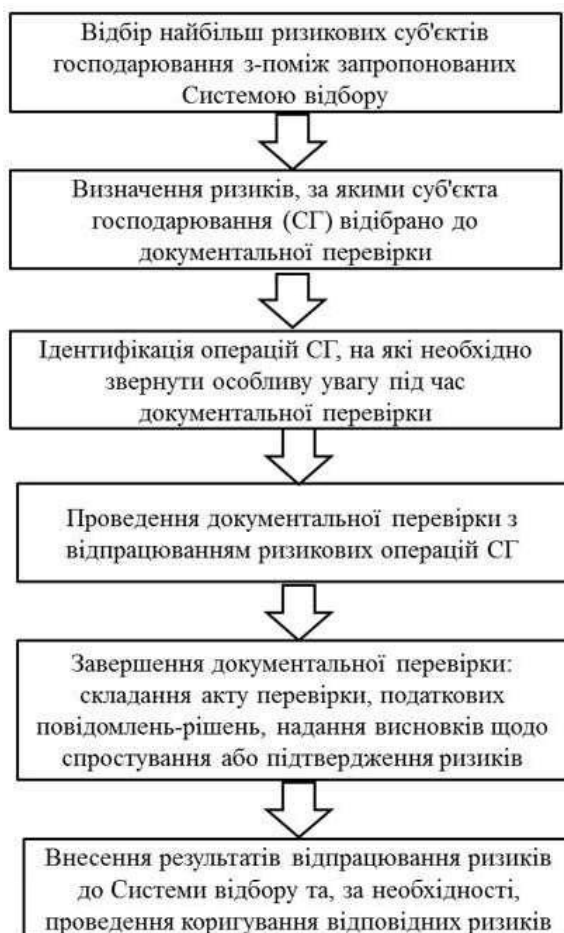 Відбір найбільш ризикових суб'єктів
господарювання з-поміж запропонованих
Системою відбору
Визначення ризиків, за якими суб'єкта
господарювання (СГ) відібрано до
документальної перевірки
Ідентифікація операцій СГ, на які необхідно
звернути особливу увагу під час
документальної перевірки
Проведення документальної перевірки з
відпрацюванням ризикових операцій СГ
Завершення документальної перевірки:
складання акту перевірки, податкових
повідомлень-рішень, надання висновків щодо
спростування або підтвердження ризиків
Внесення результатів відпрацювання ризиків
до Системи відбору та, за необхідності,
проведення коригування відповідних ризиків